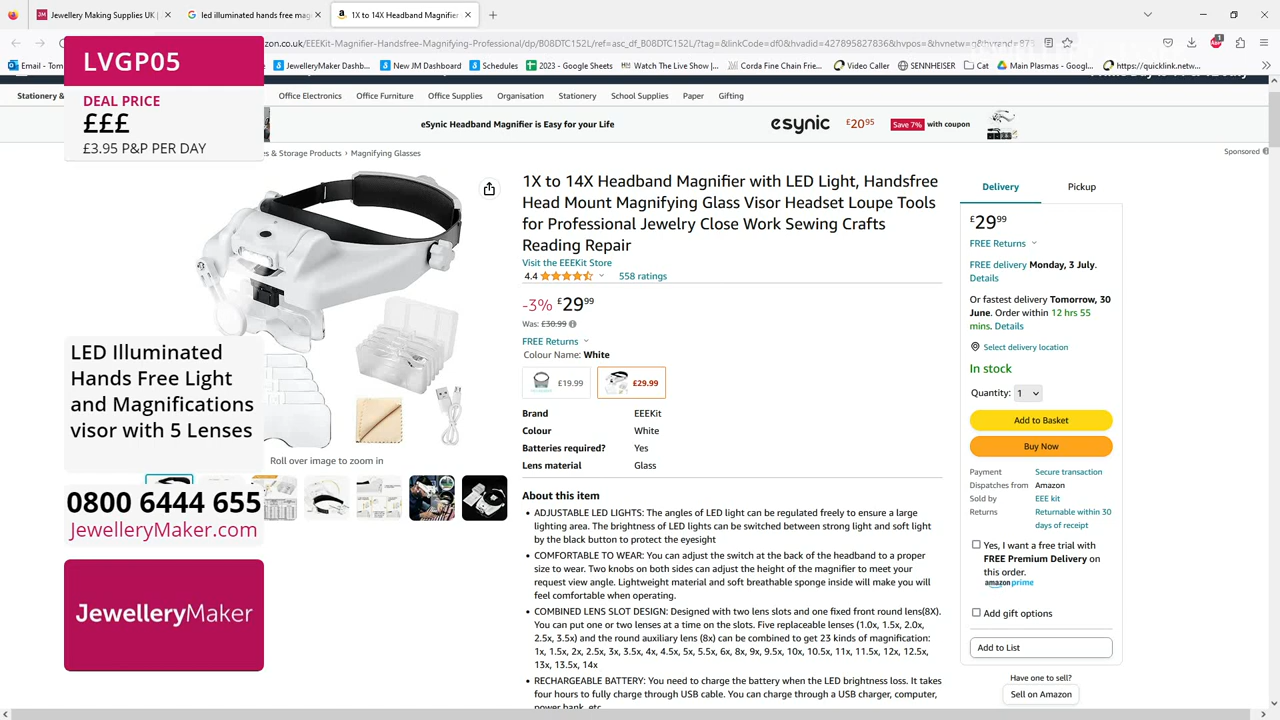 Jewellery Making Supplies UK |
led illuminated hands free mag
1X to 14X Headband Magnifier
LVGP05
DEAL PRICE
£££
£3.95 P&P PER DAY
Email - Tom
JewelleryMaker Dashb...
New JM Dashboard
Schedules
2023 - Google Sheets
Watch The Live Show |...
Corda Fine Chain Frie...
Video Caller
SENNHEISER
Cat
Main Plasmas - Googl...
https://quicklink.netw...
Stationery &
Office Electronics
Office Furniture
Office Supplies
Organisation
Stationery
School Supplies
Paper
Gifting
eSynic Headband Magnifier is Easy for your Life
esynic
£20.95
Save 7% with coupon
Sponsored
es & Storage Products › Magnifying Glasses
1X to 14X Headband Magnifier with LED Light, Handsfree
Head Mount Magnifying Glass Visor Headset Loupe Tools
for Professional Jewelry Close Work Sewing Crafts
Reading Repair
Visit the EEEKit Store
4.4
558 ratings
-3% £29.99
Was: £30.99
FREE Returns
Colour Name: White
£19.99
£29.99
Brand EEEKit
Colour White
Batteries required? Yes
Lens material Glass
Roll over image to zoom in
About this item
• ADJUSTABLE LED LIGHTS: The angles of LED light can be regulated freely to ensure a large
lighting area. The brightness of LED lights can be switched between strong light and soft light
by the black button to protect the eyesight
• COMFORTABLE TO WEAR: You can adjust the switch at the back of the headband to a proper
size to wear. Two knobs on both sides can adjust the height of the magnifier to meet your
request view angle. Lightweight material and soft breathable sponge inside will make you will
feel comfortable when operating.
• COMBINED LENS SLOT DESIGN: Designed with two lens slots and one fixed front round lens(8X).
You can put one or two lenses at a time on the slots. Five replaceable lenses (1.0x, 1.5x, 2.0x,
2.5x, 3.5x) and the round auxiliary lens (8x) can be combined to get 23 kinds of magnification:
1x, 1.5x, 2x, 2.5x, 3x, 3.5x, 4x, 4.5x, 5x, 5.5x, 6x, 8x, 9x, 9.5x, 10x, 10.5x, 11x, 11.5x, 12x, 12.5x,
13x, 13.5x, 14x
• RECHARGEABLE BATTERY: You need to charge the battery when the LED brightness loss. It takes
four hours to fully charge through USB cable. You can charge through a USB charger, computer,
power bank, etc.
Delivery
Pickup
£29.99
FREE Returns
FREE delivery Monday, 3 July.
Details
Or fastest delivery Tomorrow, 30
June. Order within 12 hrs 55
mins. Details
Select delivery location
In stock
Quantity: 1
Add to Basket
Buy Now
Payment Secure transaction
Dispatches from Amazon
Sold by EEE kit
Returns Returnable within 30
days of receipt
Yes, I want a free trial with
FREE Premium Delivery on
this order.
amazon prime
Add gift options
Add to List
Have one to sell?
Sell on Amazon
LED Illuminated
Hands Free Light
and Magnifications
visor with 5 Lenses
0800 6444 655
JewelleryMaker.com
JewelleryMaker